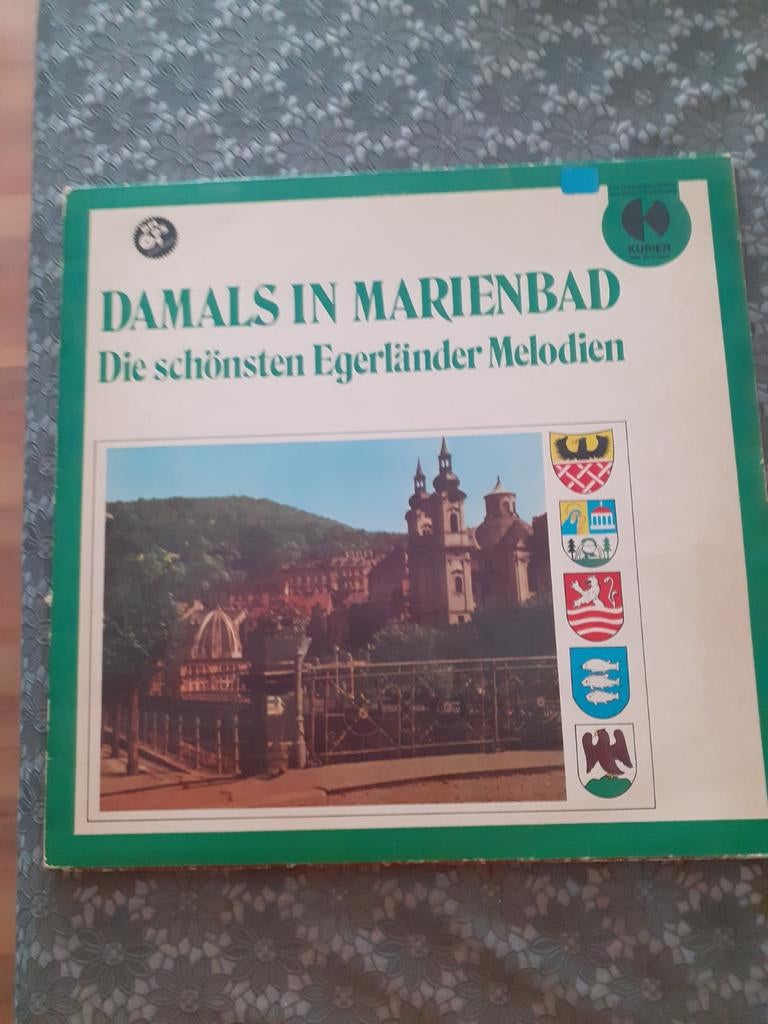 KURIER
DAMALS IN MARIENBAD
Die schönsten Egerländer Melodien